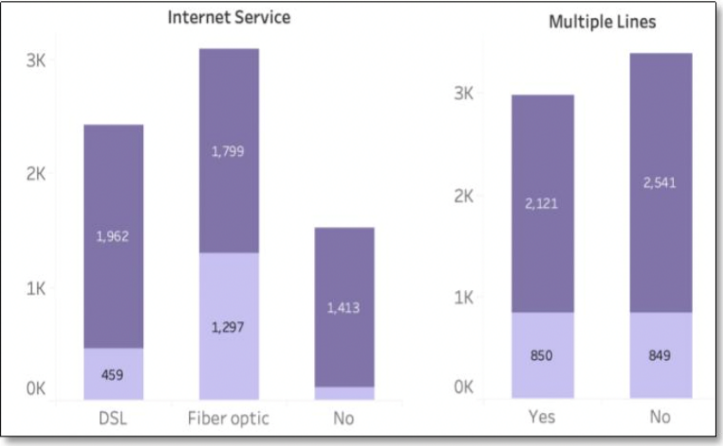 Internet Service
3K
2K
1K
0K
1,962
459
1,799
1,297
1,413
DSL Fiber optic No
Multiple Lines
3K
2K
1K
0K
2,121
850
2,541
849
Yes No